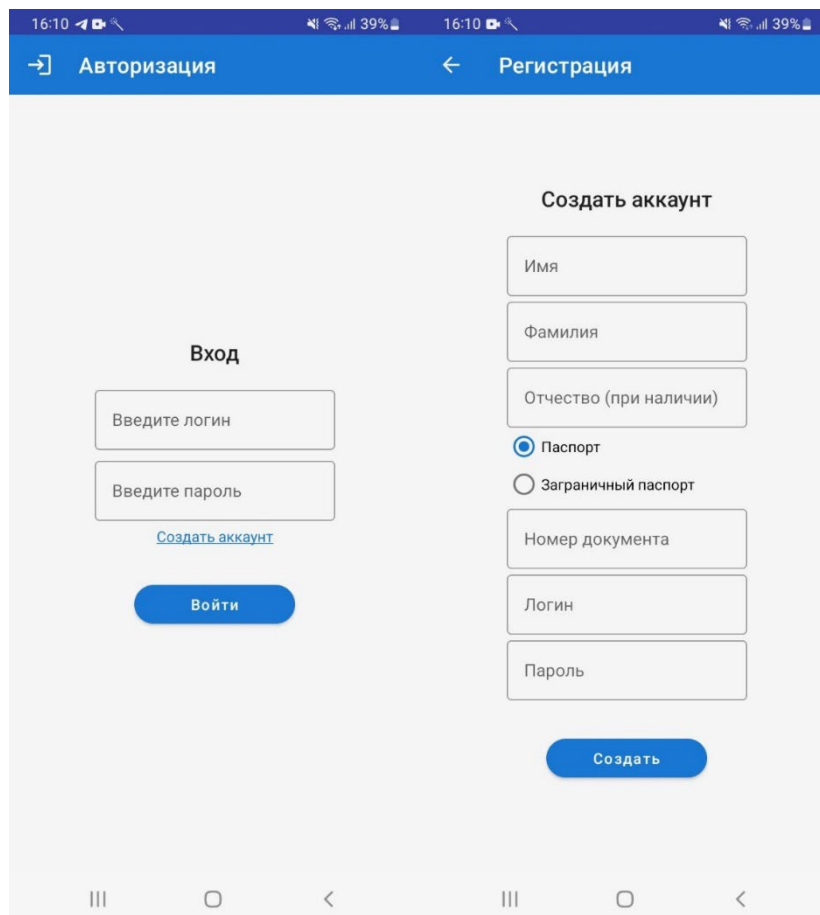 16:10 39%
Авторизация
Вход
Введите логин
Введите пароль
Создать аккаунт
Войти
16:10 39%
Регистрация
Создать аккаунт
Имя
Фамилия
Отчество (при наличии)
Паспорт
Заграничный паспорт
Номер документа
Логин
Пароль
Создать